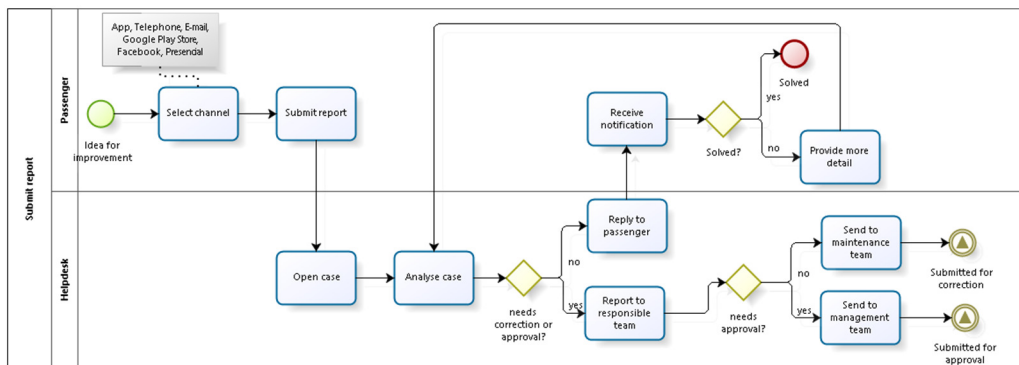 Submit report
Passenger
App, Telephone, E-mail,
Google Play Store,
Facebook, Presencial
Idea for
improvement
Select channel
Submit report
Receive
notification
Solved?
yes
no
Solved
Provide more
detail
Helpdesk
Open case
Analyse case
needs
correction or
approval?
no
yes
Reply to
passenger
Report to
responsible
team
needs
approval?
no
yes
Send to
maintenance
team
Submitted for
correction
Send to
management
team
Submitted for
approval